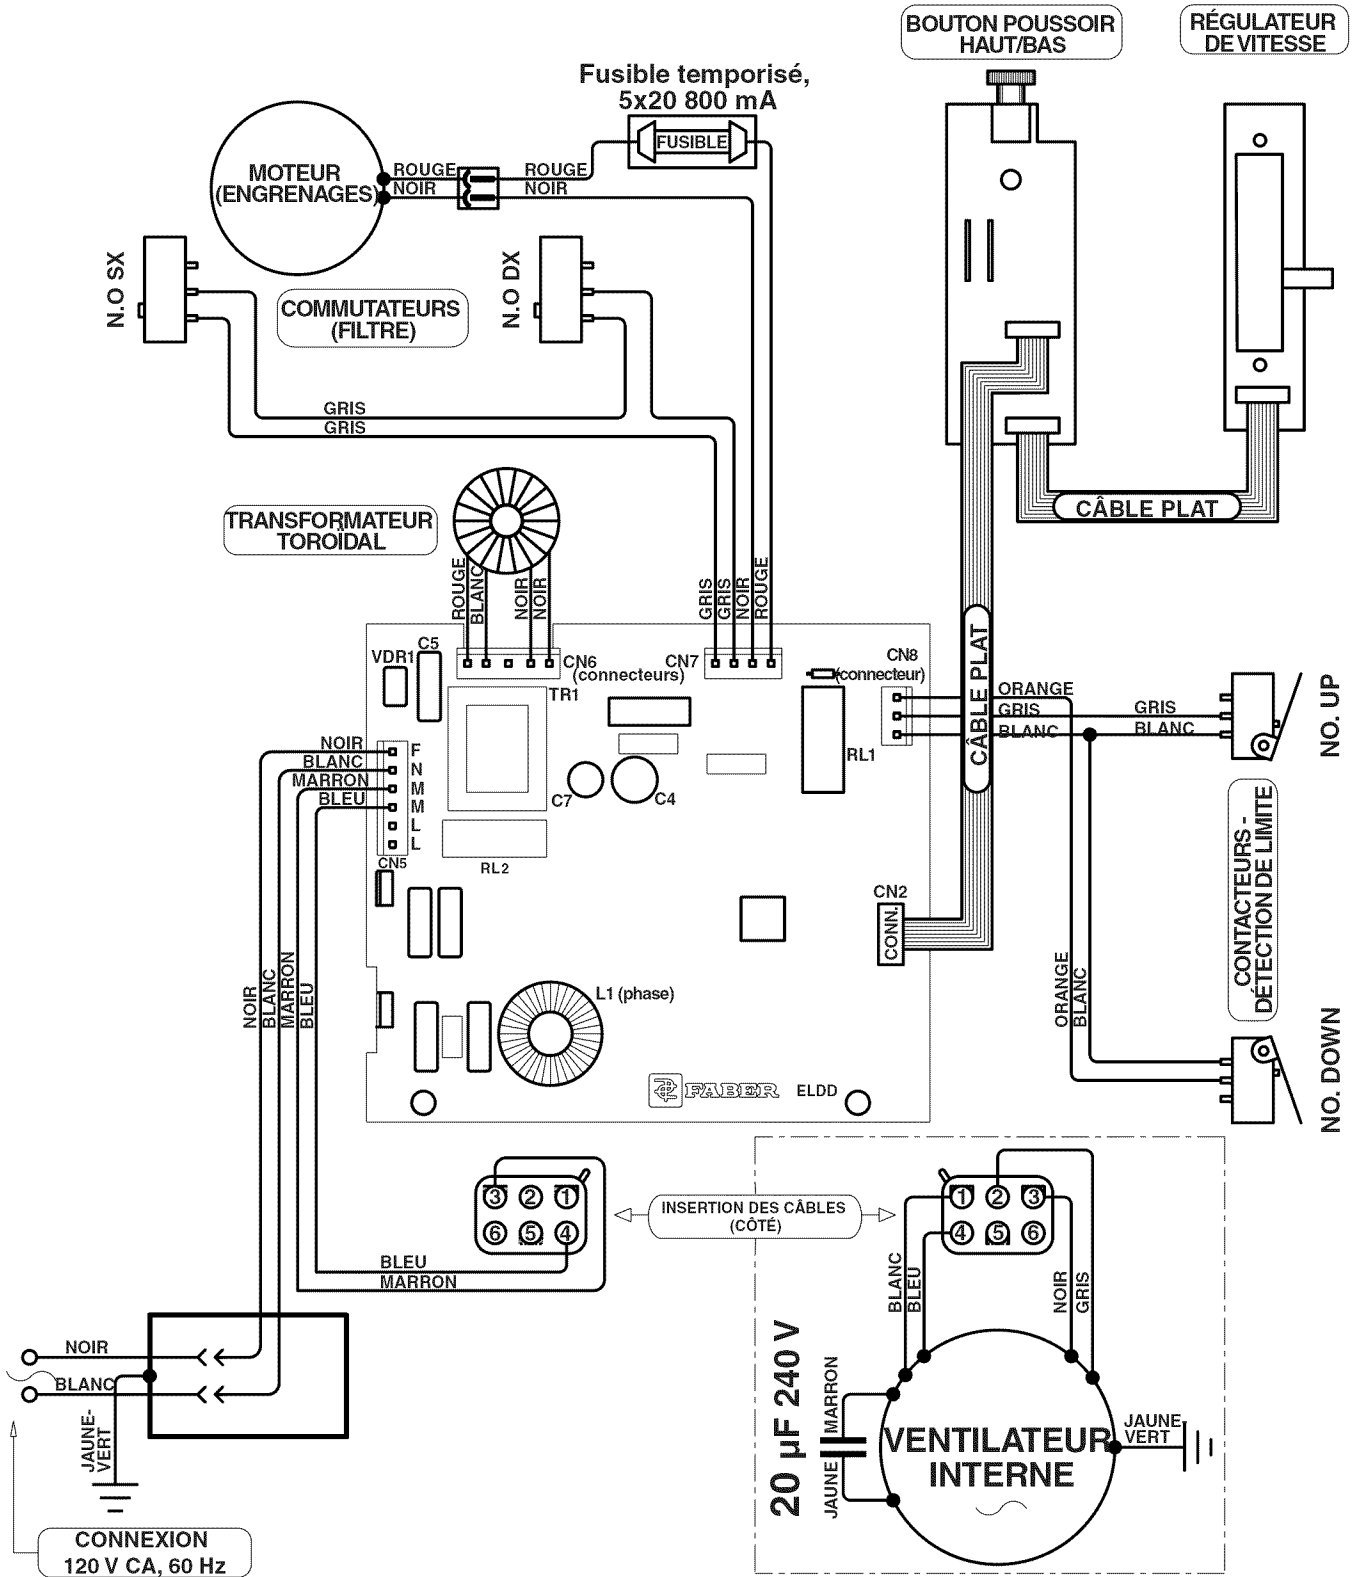 BOUTON POUSSOIR
HAUT/BAS
RÉGULATEUR
DE VITESSE
Fusible temporisé,
5x20 800 mA
FUSIBLE
MOTEUR
(ENGRENAGES)
ROUGE
NOIR
ROUGE
NOIR
N.O SX
N.O DX
COMMUTATEURS
(FILTRE)
GRIS
GRIS
CÂBLE PLAT
TRANSFORMATEUR
TOROÏDAL
ROUGE
BLANC
NOIR
NOIR
GRIS
GRIS
NOIR
ROUGE
VDR1
C5
CN6
(connecteurs)
CN7
CN8
(connecteur)
TR1
CÂBLE PLAT
ORANGE
GRIS
BLANC
GRIS
BLANC
NO. UP
NOIR
BLANC
MARRON
BLEU
F
N
M
M
L
L
CN5
C7
C4
RL1
RL2
CN2
CONN.
CONTACTEURS -
DÉTECTION DE LIMITE
NOIR
BLANC
MARRON
BLEU
ORANGE
BLANC
L1 (phase)
FABER
ELDD
NO. DOWN
3 2 1
6 5 4
INSERTION DES CÂBLES
(CÔTÉ)
1 2 3
4 5 6
BLEU
MARRON
BLANC
BLEU
NOIR
GRIS
NOIR
BLANC
JAUNE-
VERT
20 µF 240 V
MARRON
JAUNE
VENTILATEUR
INTERNE
JAUNE
VERT
CONNEXION
120 V CA, 60 Hz